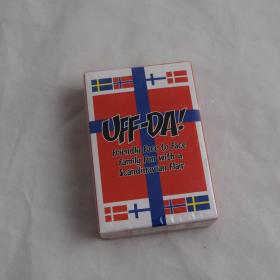 UFF-DA!
Friendly Face to Face
Family Fun with a
Scandinavian Flair